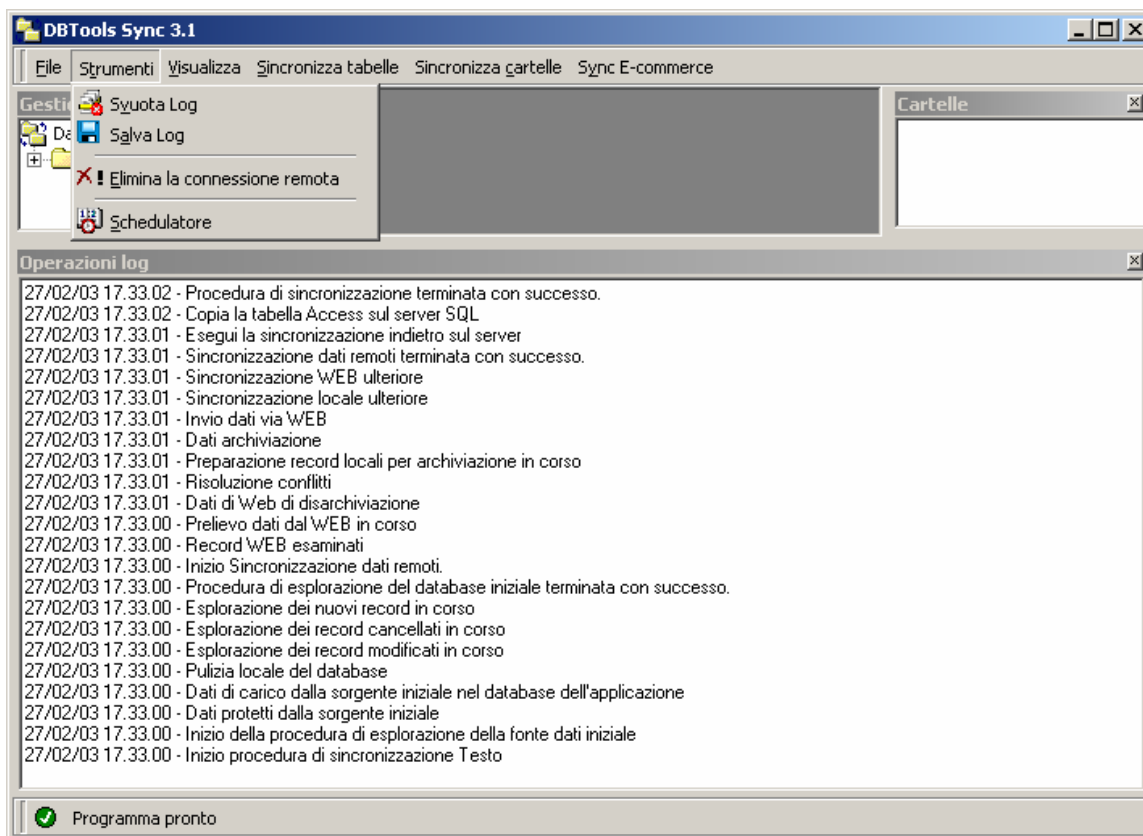 DBTools Sync 3.1
File Strumenti Visualizza Sincronizza tabelle Sincronizza cartelle Sync E-commerce
Gesti
Cartelle
Da
Svuota Log
Salva Log
Elimina la connessione remota
Schedulatore
Operazioni log
27/02/03 17.33.02 - Procedura di sincronizzazione terminata con successo.
27/02/03 17.33.02 - Copia la tabella Access sul server SQL
27/02/03 17.33.01 - Esegui la sincronizzazione indietro sul server
27/02/03 17.33.01 - Sincronizzazione dati remoti terminata con successo.
27/02/03 17.33.01 - Sincronizzazione WEB ulteriore
27/02/03 17.33.01 - Sincronizzazione locale ulteriore
27/02/03 17.33.01 - Invio dati via WEB
27/02/03 17.33.01 - Dati archiviazione
27/02/03 17.33.01 - Preparazione record locali per archiviazione in corso
27/02/03 17.33.01 - Risoluzione conflitti
27/02/03 17.33.01 - Dati di Web di disarchiviazione
27/02/03 17.33.00 - Prelievo dati dal WEB in corso
27/02/03 17.33.00 - Record WEB esaminati
27/02/03 17.33.00 - Inizio Sincronizzazione dati remoti.
27/02/03 17.33.00 - Procedura di esplorazione del database iniziale terminata con successo.
27/02/03 17.33.00 - Esplorazione dei nuovi record in corso
27/02/03 17.33.00 - Esplorazione dei record cancellati in corso
27/02/03 17.33.00 - Esplorazione dei record modificati in corso
27/02/03 17.33.00 - Pulizia locale del database
27/02/03 17.33.00 - Dati di carico dalla sorgente iniziale nel database dell'applicazione
27/02/03 17.33.00 - Dati protetti dalla sorgente iniziale
27/02/03 17.33.00 - Inizio della procedura di esplorazione della fonte dati iniziale
27/02/03 17.33.00 - Inizio procedura di sincronizzazione Testo
Programma pronto